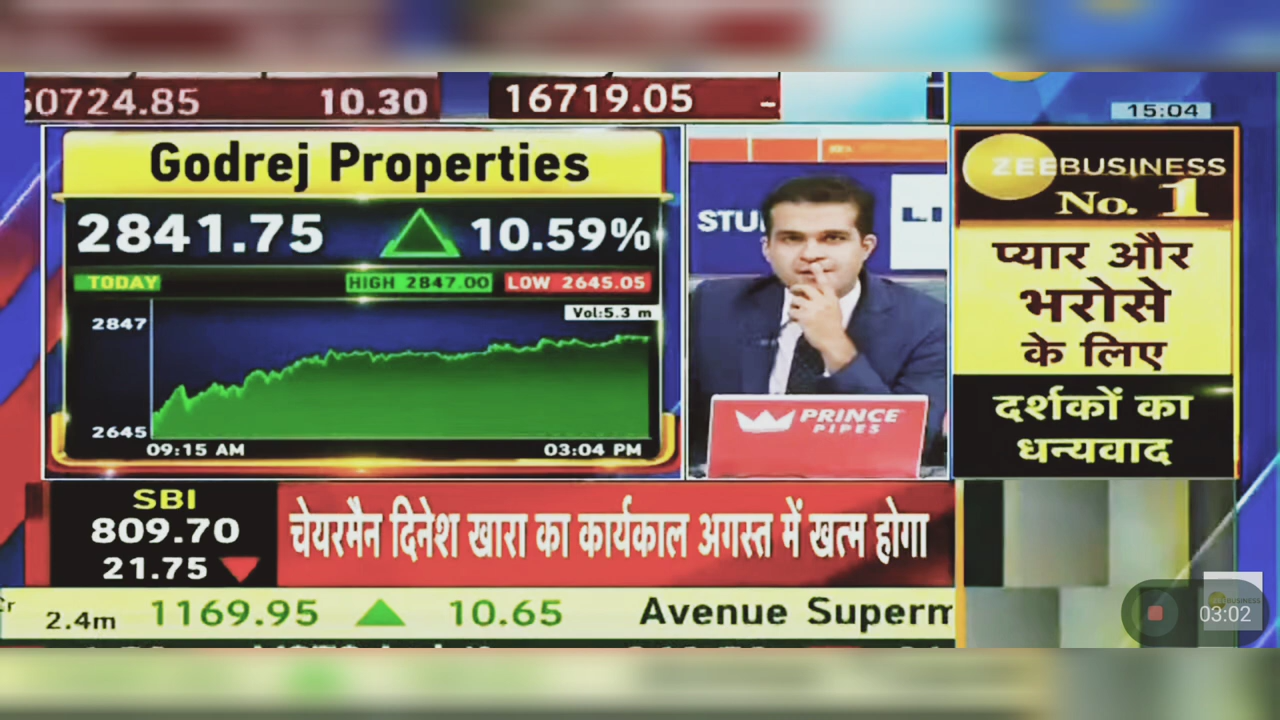 50724.85 10.30 16719.05 -
15:04
Godrej Properties
2841.75 10.59%
TODAY HIGH 2847.00 LOW 2645.05
Vol:5.3 m
2847
2645
09:15 AM 03:04 PM
PRINCE
PIPES
ZEE BUSINESS
No. 1
प्यार और
भरोसे
के लिए
दर्शकों का
धन्यवाद
SBI
809.70
21.75
चेयरमैन दिनेश खारा का कार्यकाल अगस्त में खत्म होगा
2.4m 1169.95 10.65 Avenue Superm
03:02